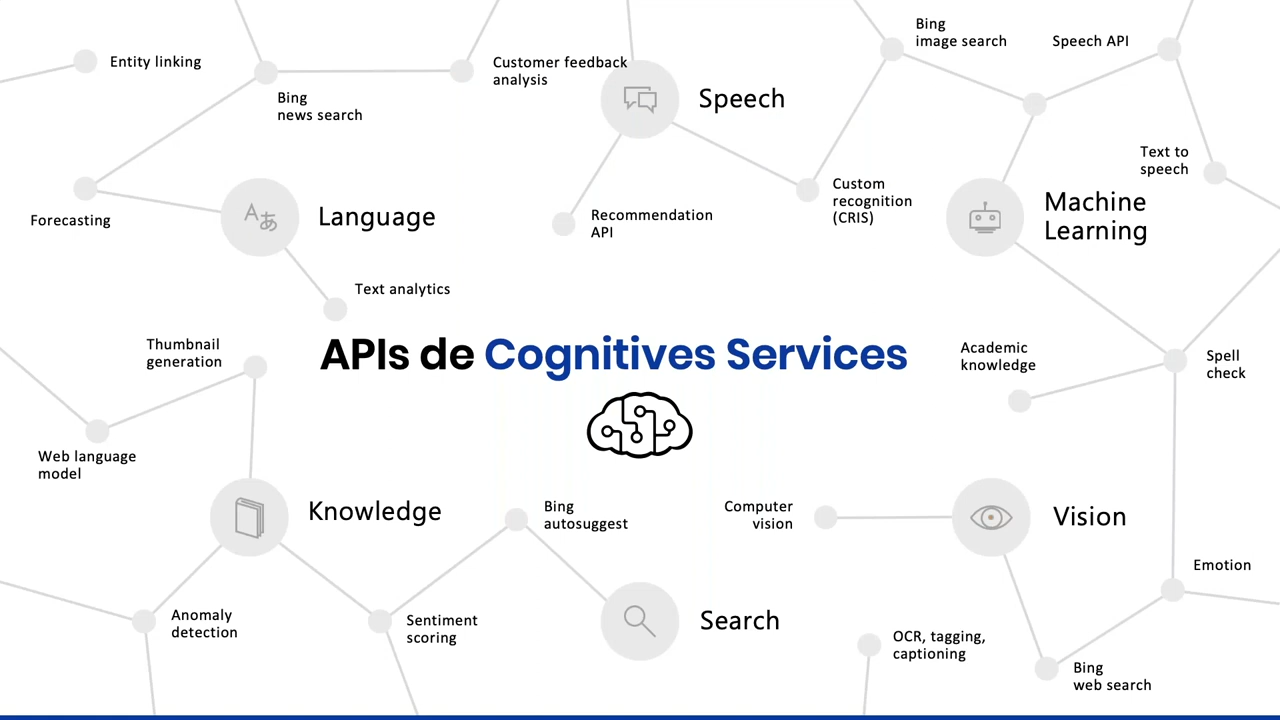 Bing
image search
Speech API
Entity linking
Customer feedback
analysis
Bing
news search
Speech
Text to
speech
Custom
recognition
(CRIS)
Machine
Learning
Forecasting
Language
Recommendation
API
Text analytics
Thumbnail
generation
APIs de Cognitives Services
Academic
knowledge
Spell
check
Web language
model
Knowledge
Bing
autosuggest
Computer
vision
Vision
Emotion
Anomaly
detection
Sentiment
scoring
Search
OCR, tagging,
captioning
Bing
web search